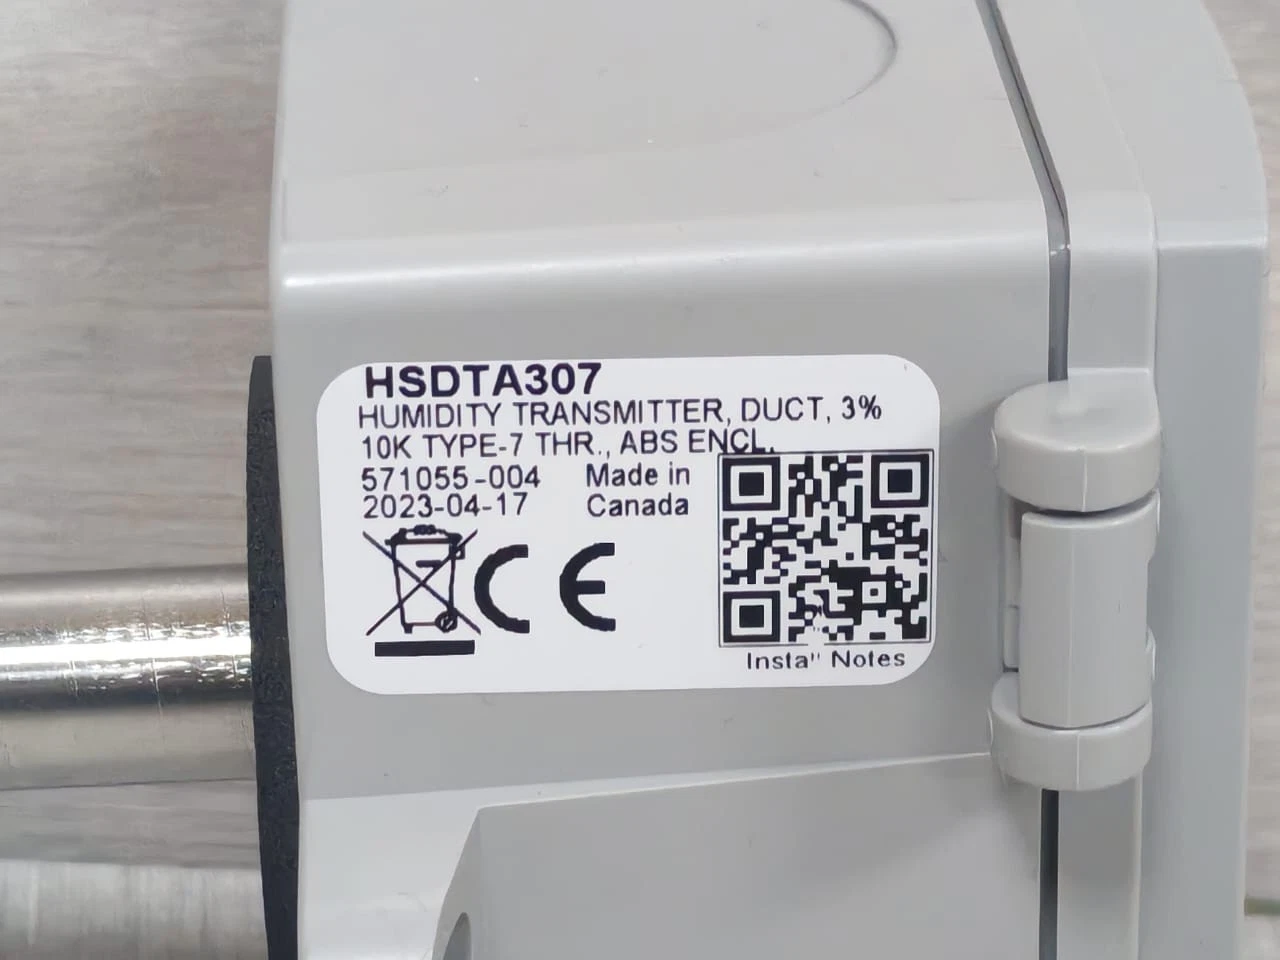 HSDTA307
HUMIDITY TRANSMITTER, DUCT, 3%
10K TYPE-7 THR., ABS ENCL.
571055-004 Made in
2023-04-17 Canada
CE
Notes